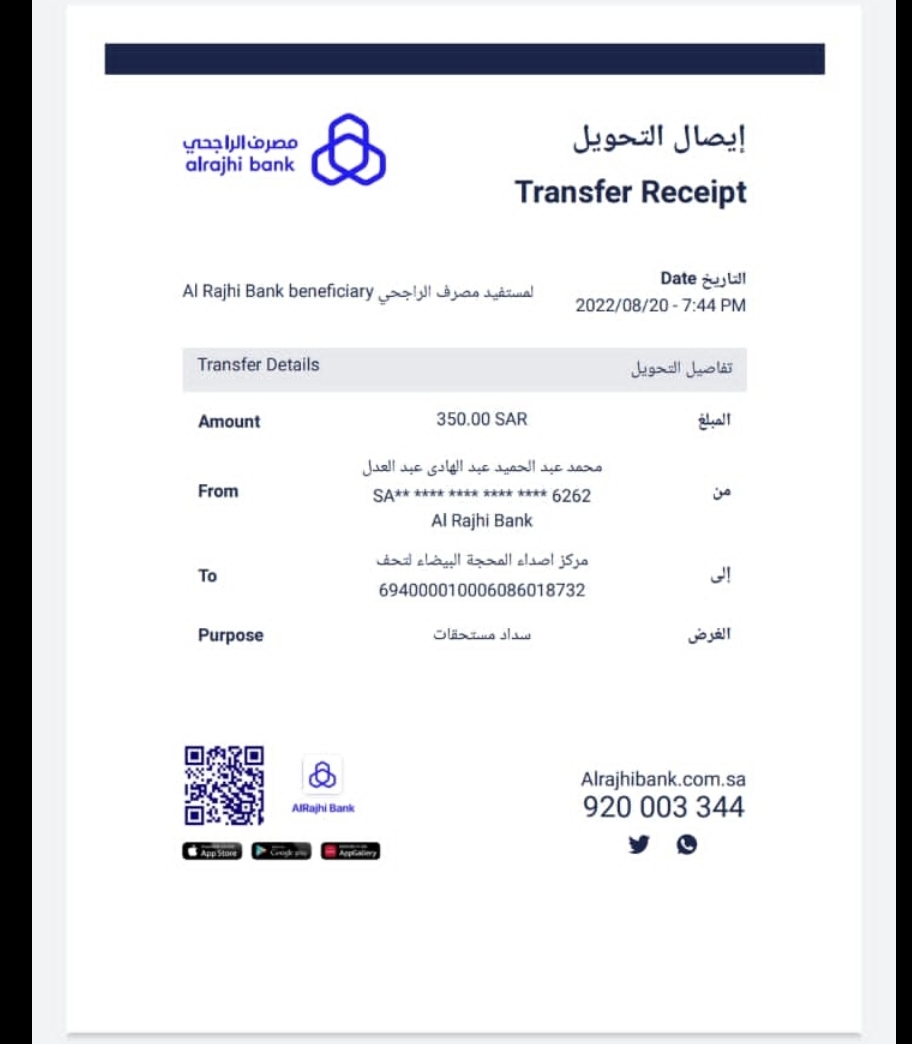 مصرف الراجحي
alrajhi bank
إيصال التحويل
Transfer Receipt
التاريخ Date
2022/08/20 - 7:44 PM
لمستفيد مصرف الراجحي Al Rajhi Bank beneficiary
Transfer Details تفاصيل التحويل
Amount 350.00 SAR المبلغ
محمد عبد الحميد عبد الهادى عبد العدل
From SA** **** **** **** **** 6262 من
Al Rajhi Bank
مركز اصداء المحجة البيضاء لتحف
To إلى
694000010006086018732
Purpose سداد مستحقات الغرض
AlRajhi Bank
App Store Google play AppGallery
Alrajhibank.com.sa
920 003 344